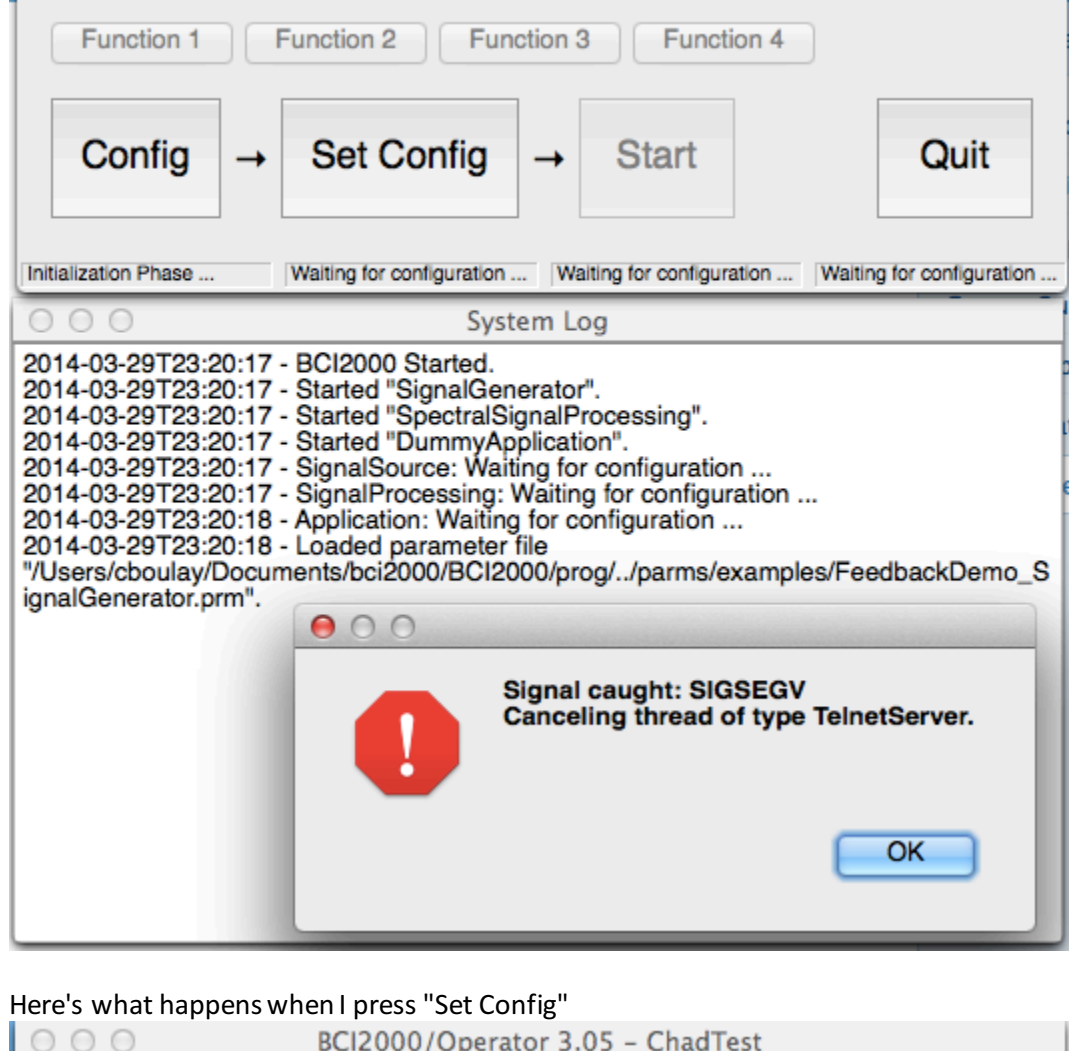 Function 1 Function 2 Function 3 Function 4
Config → Set Config → Start Quit
Initialization Phase ... Waiting for configuration ... Waiting for configuration ... Waiting for configuration ...
System Log
2014-03-29T23:20:17 - BCI2000 Started.
2014-03-29T23:20:17 - Started "SignalGenerator".
2014-03-29T23:20:17 - Started "SpectralSignalProcessing".
2014-03-29T23:20:17 - Started "DummyApplication".
2014-03-29T23:20:17 - SignalSource: Waiting for configuration ...
2014-03-29T23:20:17 - SignalProcessing: Waiting for configuration ...
2014-03-29T23:20:18 - Application: Waiting for configuration ...
2014-03-29T23:20:18 - Loaded parameter file
"/Users/cboulay/Documents/bci2000/BCI2000/prog/../parms/examples/FeedbackDemo_S
ignalGenerator.prm".
Signal caught: SIGSEGV
Canceling thread of type TelnetServer.
OK
Here's what happens when I press "Set Config"
BCI2000/Operator 3.05 - ChadTest